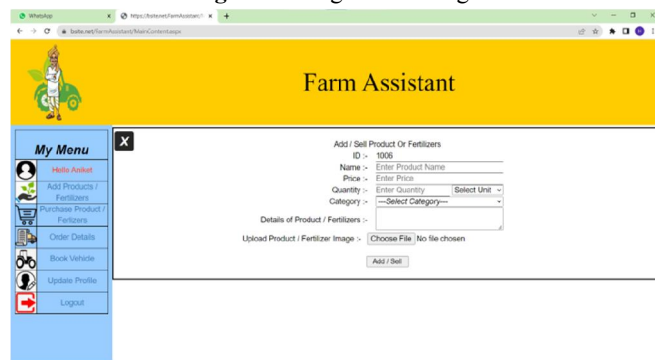 WhatsApp
https://bsite.net/FarmAssistant/
bsite.net/FarmAssistant/MainContent.aspx
Farm Assistant
My Menu
Hello Aniket
Add Products /
Fertilizers
Purchase Product /
Fertilizers
Order Details
Book Vehicle
Update Profile
Logout
X
Add / Sell Product Or Fertilizers
ID :- 1006
Name :- Enter Product Name
Price :- Enter Price
Quantity :- Enter Quantity Select Unit
Category :- ---Select Category---
Details of Product / Fertilizers :-
Upload Product / Fertilizer Image :- Choose File No file chosen
Add / Sell